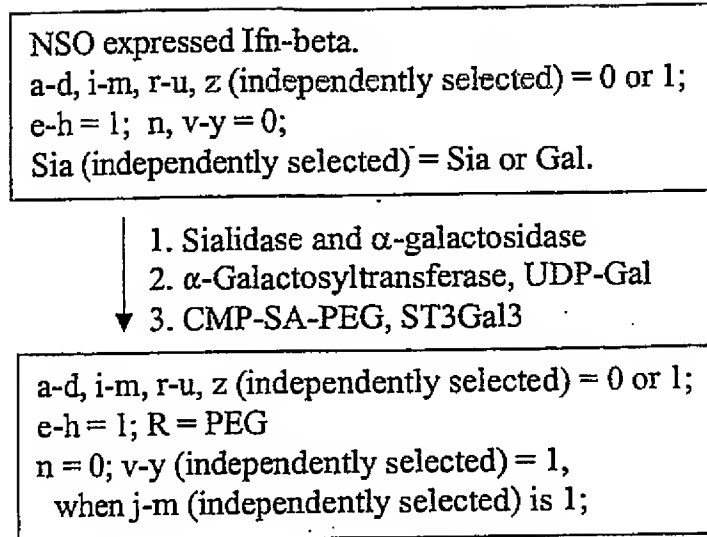 NSO expressed Ifn-beta.
a-d, i-m, r-u, z (independently selected) = 0 or 1;
e-h = 1; n, v-y = 0;
Sia (independently selected) = Sia or Gal.
1. Sialidase and α-galactosidase
2. α-Galactosyltransferase, UDP-Gal
3. CMP-SA-PEG, ST3Gal3
a-d, i-m, r-u, z (independently selected) = 0 or 1;
e-h = 1; R = PEG
n = 0; v-y (independently selected) = 1,
when j-m (independently selected) is 1;